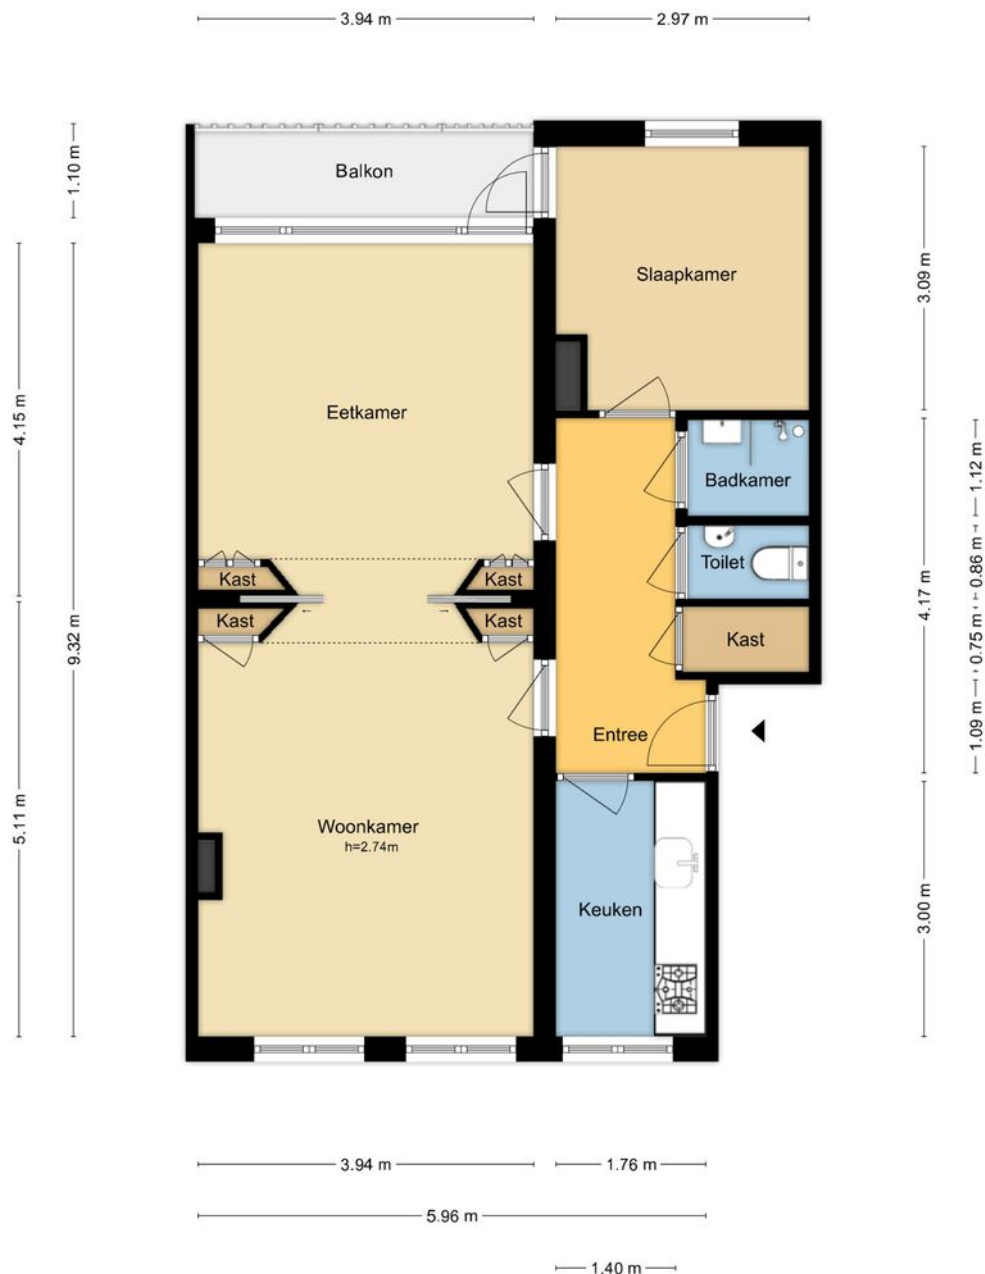 3.94 m
2.97 m
1.10 m
Balkon
3.09 m
Slaapkamer
4.15 m
Eetkamer
1.12 m
Badkamer
0.86 m
Toilet
Kast
Kast
4.17 m
9.32 m
Kast
Kast
Kast
0.75 m
1.09 m
Entree
5.11 m
Woonkamer
h=2.74m
Keuken
3.00 m
3.94 m
1.76 m
5.96 m
1.40 m